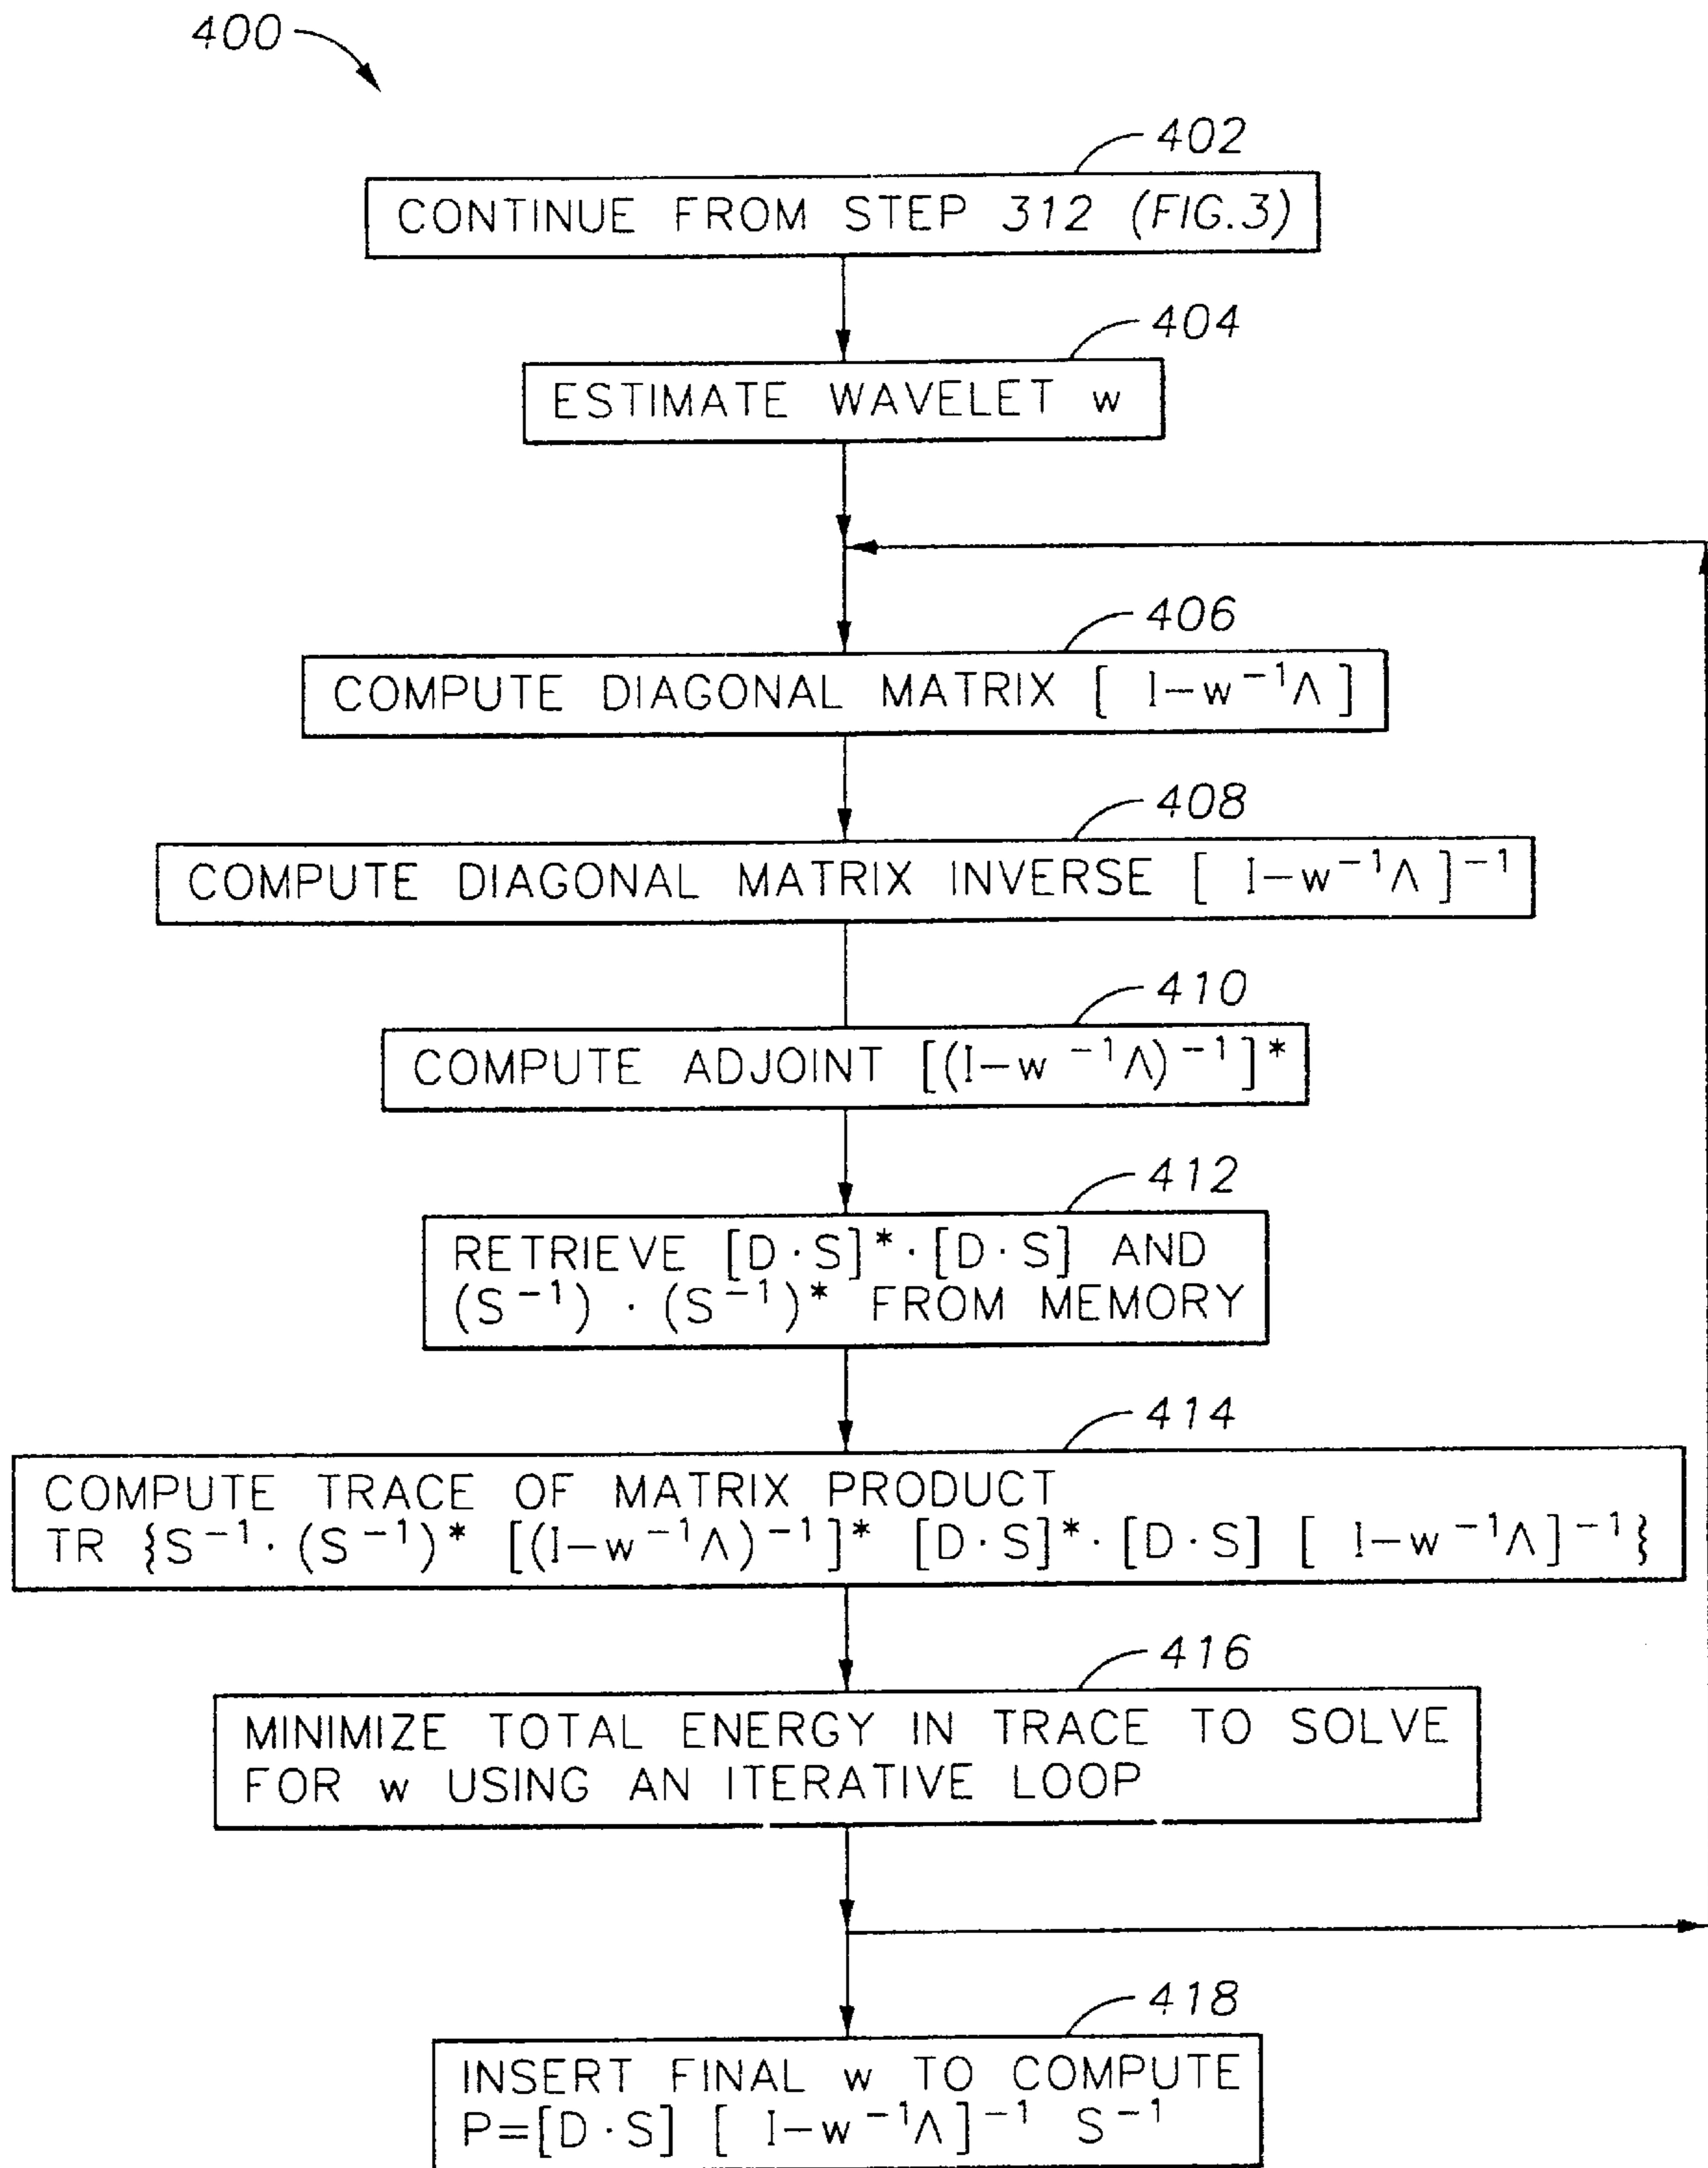 400
402
CONTINUE FROM STEP 312 (FIG.3)
404
ESTIMATE WAVELET w
406
COMPUTE DIAGONAL MATRIX [ I−w⁻¹Λ ]
408
COMPUTE DIAGONAL MATRIX INVERSE [ I−w⁻¹Λ ]⁻¹
410
COMPUTE ADJOINT [(I−w⁻¹Λ)⁻¹]*
412
RETRIEVE [D·S]*·[D·S] AND
(S⁻¹) · (S⁻¹)* FROM MEMORY
414
COMPUTE TRACE OF MATRIX PRODUCT
TR {S⁻¹·(S⁻¹)* [(I−w⁻¹Λ)⁻¹]* [D·S]*·[D·S] [ I−w⁻¹Λ]⁻¹}
416
MINIMIZE TOTAL ENERGY IN TRACE TO SOLVE
FOR w USING AN ITERATIVE LOOP
418
INSERT FINAL w TO COMPUTE
P=[D·S] [ I−w⁻¹Λ]⁻¹ S⁻¹